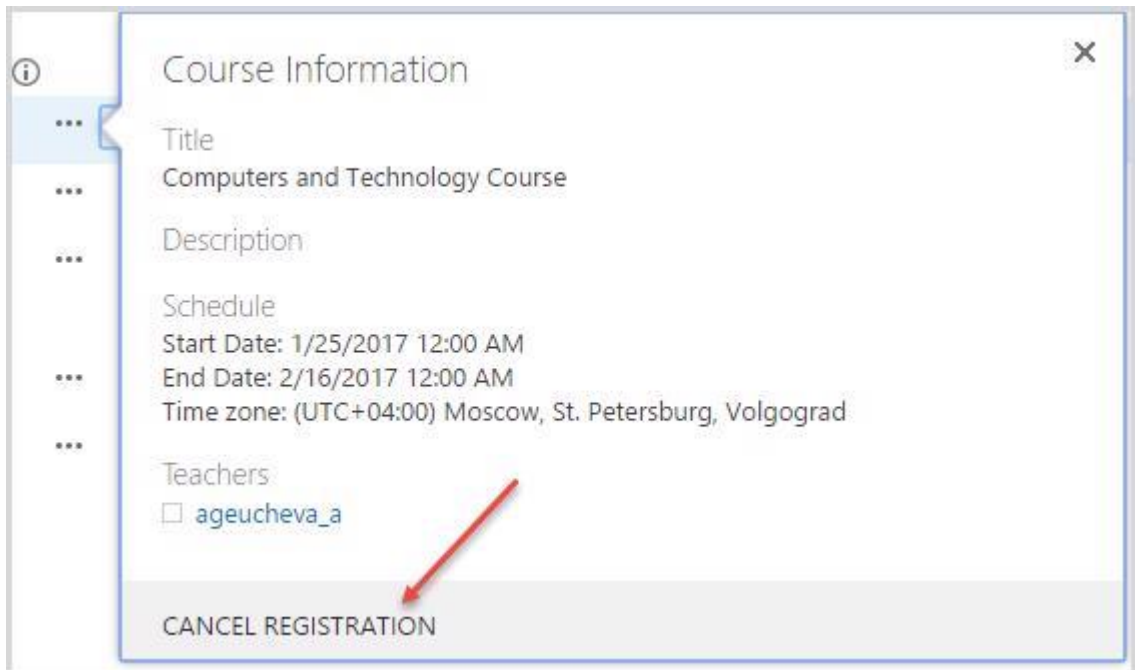 Course Information
Title
Computers and Technology Course
Description
Schedule
Start Date: 1/25/2017 12:00 AM
End Date: 2/16/2017 12:00 AM
Time zone: (UTC+04:00) Moscow, St. Petersburg, Volgograd
Teachers
ageucheva_a
CANCEL REGISTRATION